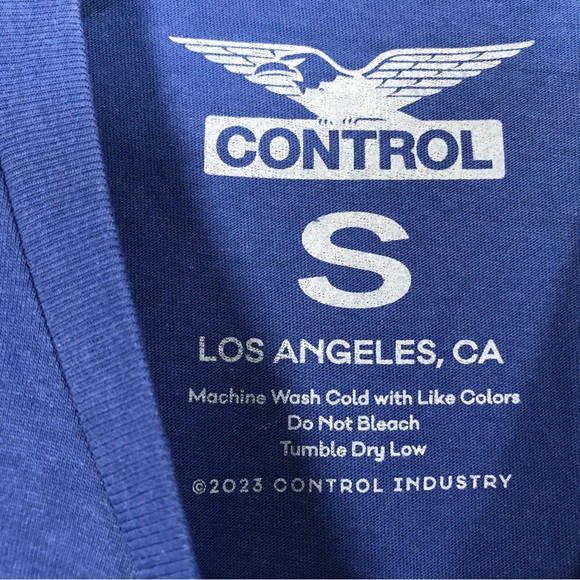 CONTROL
S
LOS ANGELES, CA
Machine Wash Cold with Like Colors
Do Not Bleach
Tumble Dry Low
©2023 CONTROL INDUSTRY